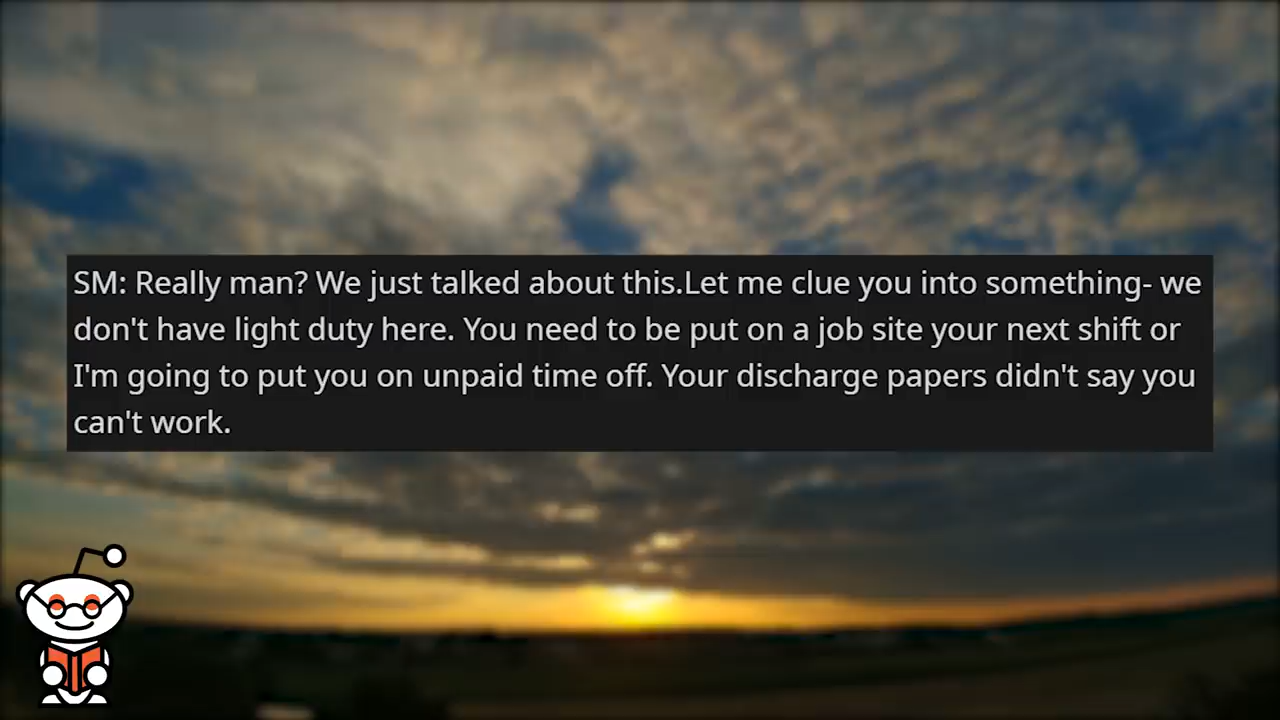 SM: Really man? We just talked about this.Let me clue you into something- we
don't have light duty here. You need to be put on a job site your next shift or
I'm going to put you on unpaid time off. Your discharge papers didn't say you
can't work.